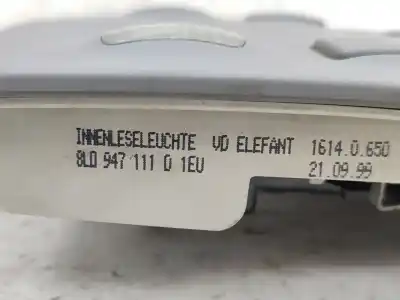 INNENLESELEUCHTE VD ELEFANT 1614.0.650
8L0 947 111 D 1EU 21.09.99